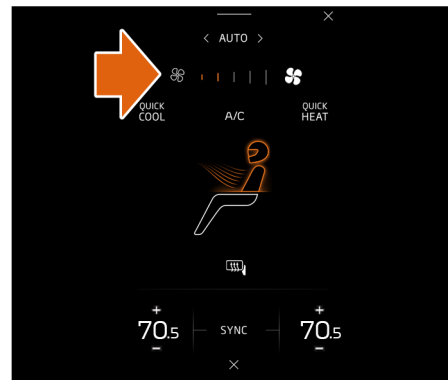 < AUTO >
QUICK COOL
A/C
QUICK HEAT
+ +
70.5 SYNC 70.5
− −